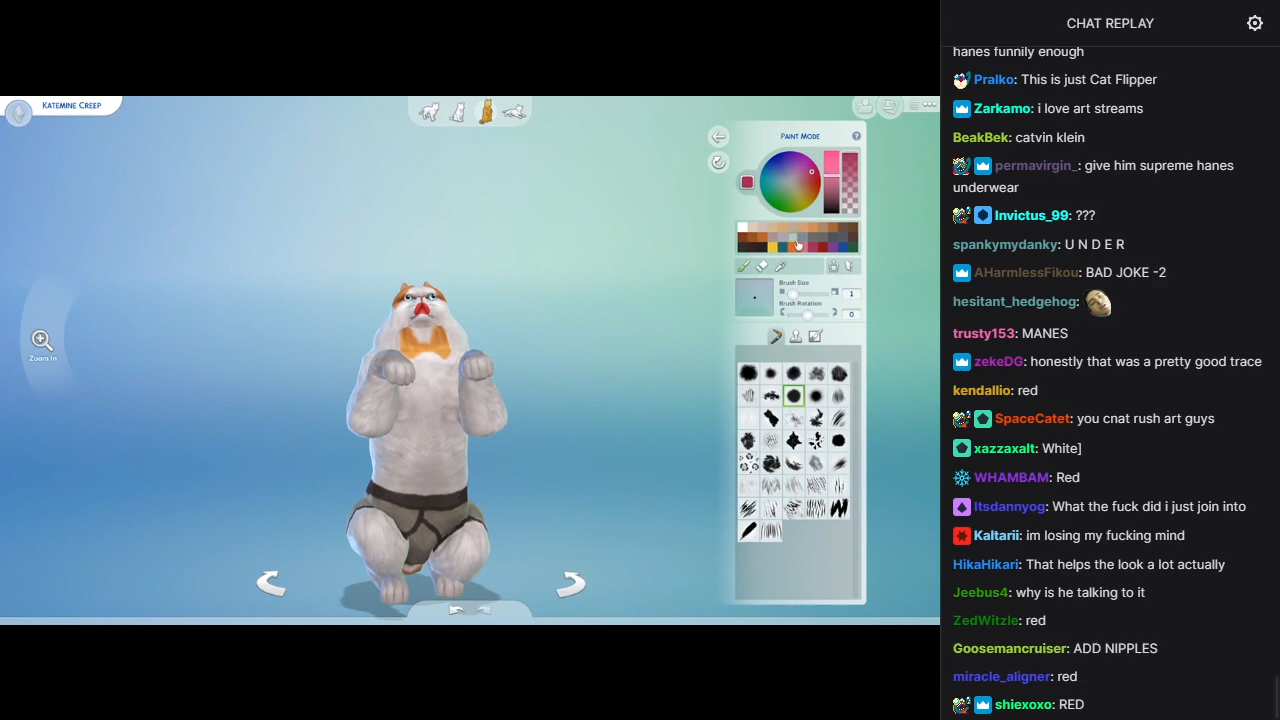 KATEMINE CREEP
Zoom In
PAINT MODE
?
Brush Size
1
Brush Rotation
0
CHAT REPLAY
hanes funnily enough
Pralko: This is just Cat Flipper
Zarkamo: i love art streams
BeakBek: catvin klein
permavirgin_: give him supreme hanes
underwear
Invictus_99: ???
spankymydanky: U N D E R
AHarmlessFikou: BAD JOKE -2
hesitant_hedgehog:
trusty153: MANES
zekeDG: honestly that was a pretty good trace
kendallio: red
SpaceCatet: you cnat rush art guys
xazzaxalt: White]
WHAMBAM: Red
Itsdannyog: What the fuck did i just join into
Kaltarii: im losing my fucking mind
HikaHikari: That helps the look a lot actually
Jeebus4: why is he talking to it
ZedWitzle: red
Goosemancruiser: ADD NIPPLES
miracle_aligner: red
shiexoxo: RED